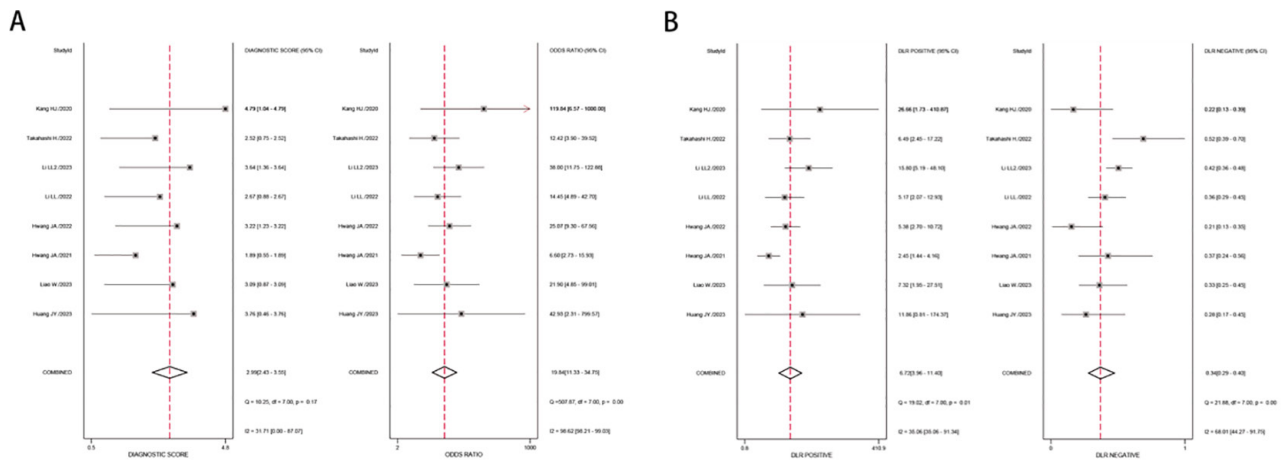 A
StudyId
DIAGNOSTIC SCORE (95% CI)
Kang HJ./2020
4.79 [1.04 - 4.79]
Takahashi H./2022
2.52 [0.75 - 2.52]
Li LL2./2023
3.64 [1.36 - 3.64]
Li LL./2022
2.67 [0.88 - 2.67]
Hwang JA./2022
3.22 [1.23 - 3.22]
Hwang JA./2021
1.89 [0.55 - 1.89]
Liao W./2023
3.09 [0.87 - 3.09]
Huang JY./2023
3.76 [0.46 - 3.76]
COMBINED
2.99[2.43 - 3.55]
Q = 10.25, df = 7.00, p = 0.17
I2 = 31.71 [0.00 - 87.07]
0.5
4.8
DIAGNOSTIC SCORE
StudyId
ODDS RATIO (95% CI)
Kang HJ./2020
119.84 [6.57 - 1000.00]
Takahashi H./2022
12.42 [3.90 - 39.52]
Li LL2./2023
38.00 [11.75 - 122.88]
Li LL./2022
14.45 [4.89 - 42.70]
Hwang JA./2022
25.07 [9.30 - 67.56]
Hwang JA./2021
6.60 [2.73 - 15.93]
Liao W./2023
21.90 [4.85 - 99.01]
Huang JY./2023
42.93 [2.31 - 799.57]
COMBINED
19.84[11.33 - 34.75]
Q =507.87, df = 7.00, p = 0.00
I2 = 98.62 [98.21 - 99.03]
2
1000
ODDS RATIO
B
StudyId
DLR POSITIVE (95% CI)
Kang HJ./2020
26.66 [1.73 - 410.87]
Takahashi H./2022
6.49 [2.45 - 17.22]
Li LL2./2023
15.80 [5.19 - 48.10]
Li LL./2022
5.17 [2.07 - 12.93]
Hwang JA./2022
5.38 [2.70 - 10.72]
Hwang JA./2021
2.45 [1.44 - 4.16]
Liao W./2023
7.32 [1.95 - 27.51]
Huang JY./2023
11.86 [0.81 - 174.37]
COMBINED
6.72[3.96 - 11.40]
Q = 19.02, df = 7.00, p = 0.01
0.8
410.9
DLR POSITIVE
StudyId
DLR NEGATIVE (95% CI)
Kang HJ./2020
0.22 [0.13 - 0.39]
Takahashi H./2022
0.52 [0.39 - 0.70]
Li LL2./2023
0.42 [0.36 - 0.48]
Li LL./2022
0.36 [0.29 - 0.45]
Hwang JA./2022
0.21 [0.13 - 0.35]
Hwang JA./2021
0.37 [0.24 - 0.56]
Liao W./2023
0.33 [0.25 - 0.45]
Huang JY./2023
0.28 [0.17 - 0.45]
COMBINED
0.34[0.29 - 0.40]
Q = 21.88, df = 7.00, p = 0.00
I2 = 68.01 [44.27 - 91.75]
0
1
DLR NEGATIVE